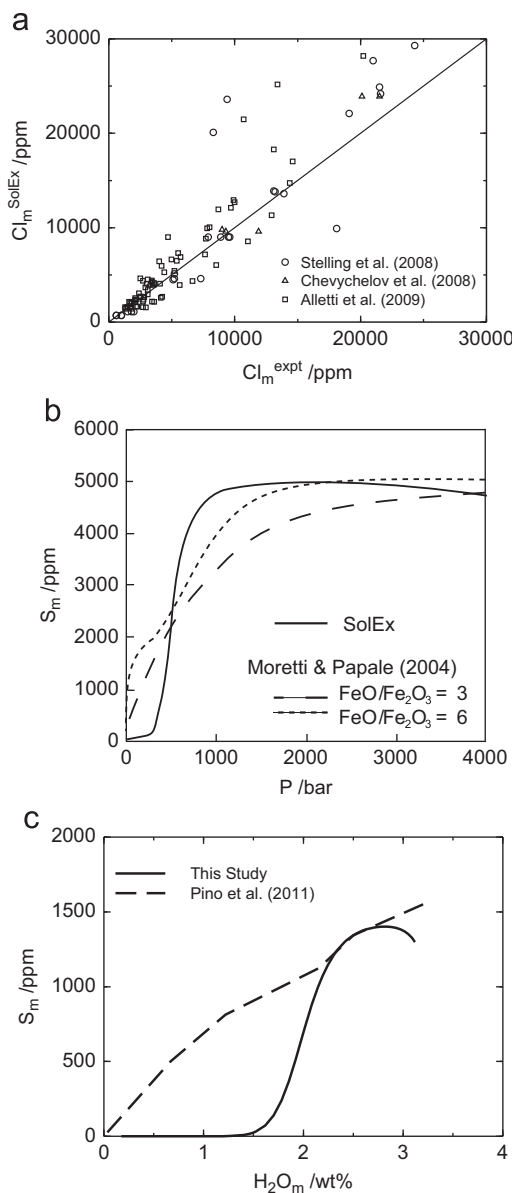 a
30000
20000
10000
0
Cl_m^SolEx /ppm
Stelling et al. (2008)
Chevychelov et al. (2008)
Alletti et al. (2009)
0 10000 20000 30000
Cl_m^expt /ppm
b
6000
5000
4000
3000
2000
1000
0
S_m /ppm
SolEx
Moretti & Papale (2004)
FeO/Fe₂O₃ = 3
FeO/Fe₂O₃ = 6
0 1000 2000 3000 4000
P /bar
c
2000
1500
1000
500
0
S_m /ppm
This Study
Pino et al. (2011)
0 1 2 3 4
H₂O_m /wt%